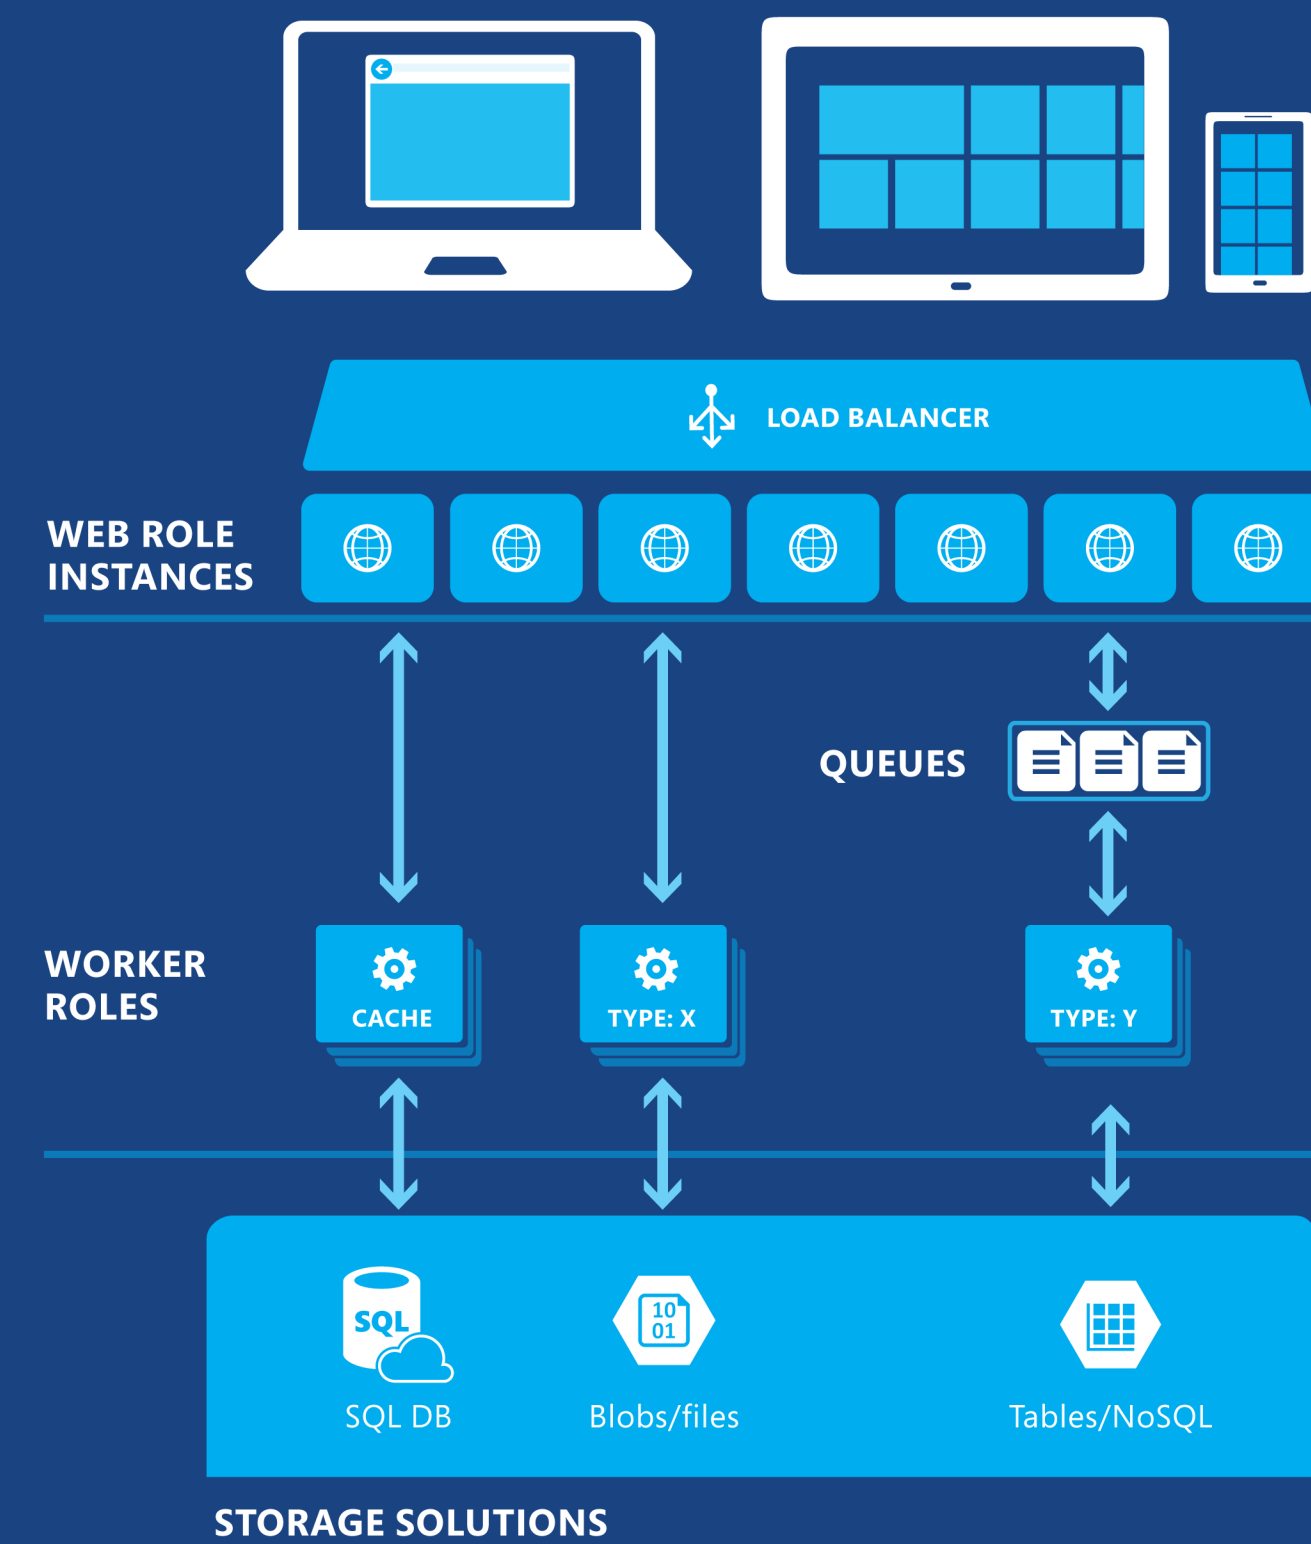 LOAD BALANCER
WEB ROLE
INSTANCES
QUEUES
WORKER
ROLES
CACHE
TYPE: X
TYPE: Y
SQL
10
01
SQL DB
Blobs/files
Tables/NoSQL
STORAGE SOLUTIONS